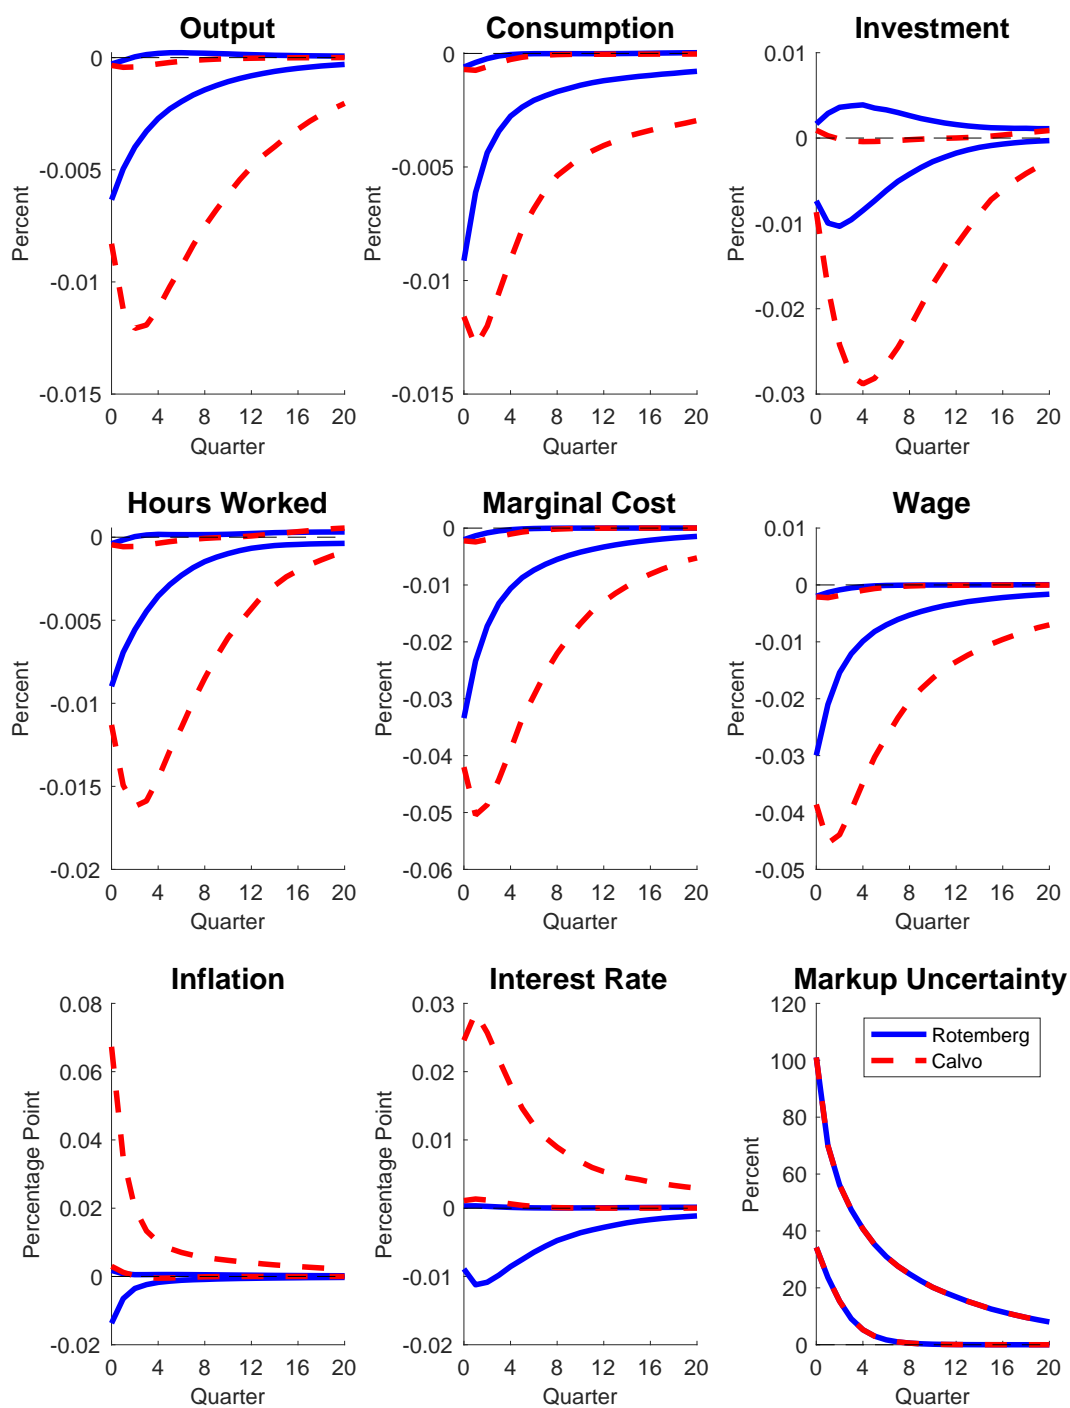 Output
Consumption
Investment
0
-0.005
-0.01
-0.015
Percent
0 4 8 12 16 20
Quarter
0
-0.005
-0.01
-0.015
Percent
0 4 8 12 16 20
Quarter
0.01
0
-0.01
-0.02
-0.03
Percent
0 4 8 12 16 20
Quarter
Hours Worked
Marginal Cost
Wage
0
-0.005
-0.01
-0.015
-0.02
Percent
0 4 8 12 16 20
Quarter
0
-0.01
-0.02
-0.03
-0.04
-0.05
-0.06
Percent
0 4 8 12 16 20
Quarter
0.01
0
-0.01
-0.02
-0.03
-0.04
-0.05
Percent
0 4 8 12 16 20
Quarter
Inflation
Interest Rate
Markup Uncertainty
0.08
0.06
0.04
0.02
0
-0.02
Percentage Point
0 4 8 12 16 20
Quarter
0.03
0.02
0.01
0
-0.01
-0.02
Percentage Point
0 4 8 12 16 20
Quarter
120
100
80
60
40
20
0
Percent
Rotemberg
Calvo
0 4 8 12 16 20
Quarter